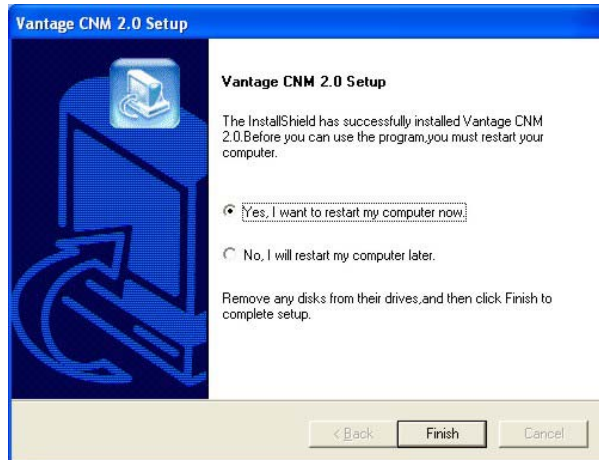 Vantage CNM 2.0 Setup
Vantage CNM 2.0 Setup
The InstallShield has successfully installed Vantage CNM
2.0.Before you can use the program,you must restart your
computer.
Yes, I want to restart my computer now.
No, I will restart my computer later.
Remove any disks from their drives,and then click Finish to
complete setup.
< Back Finish Cancel